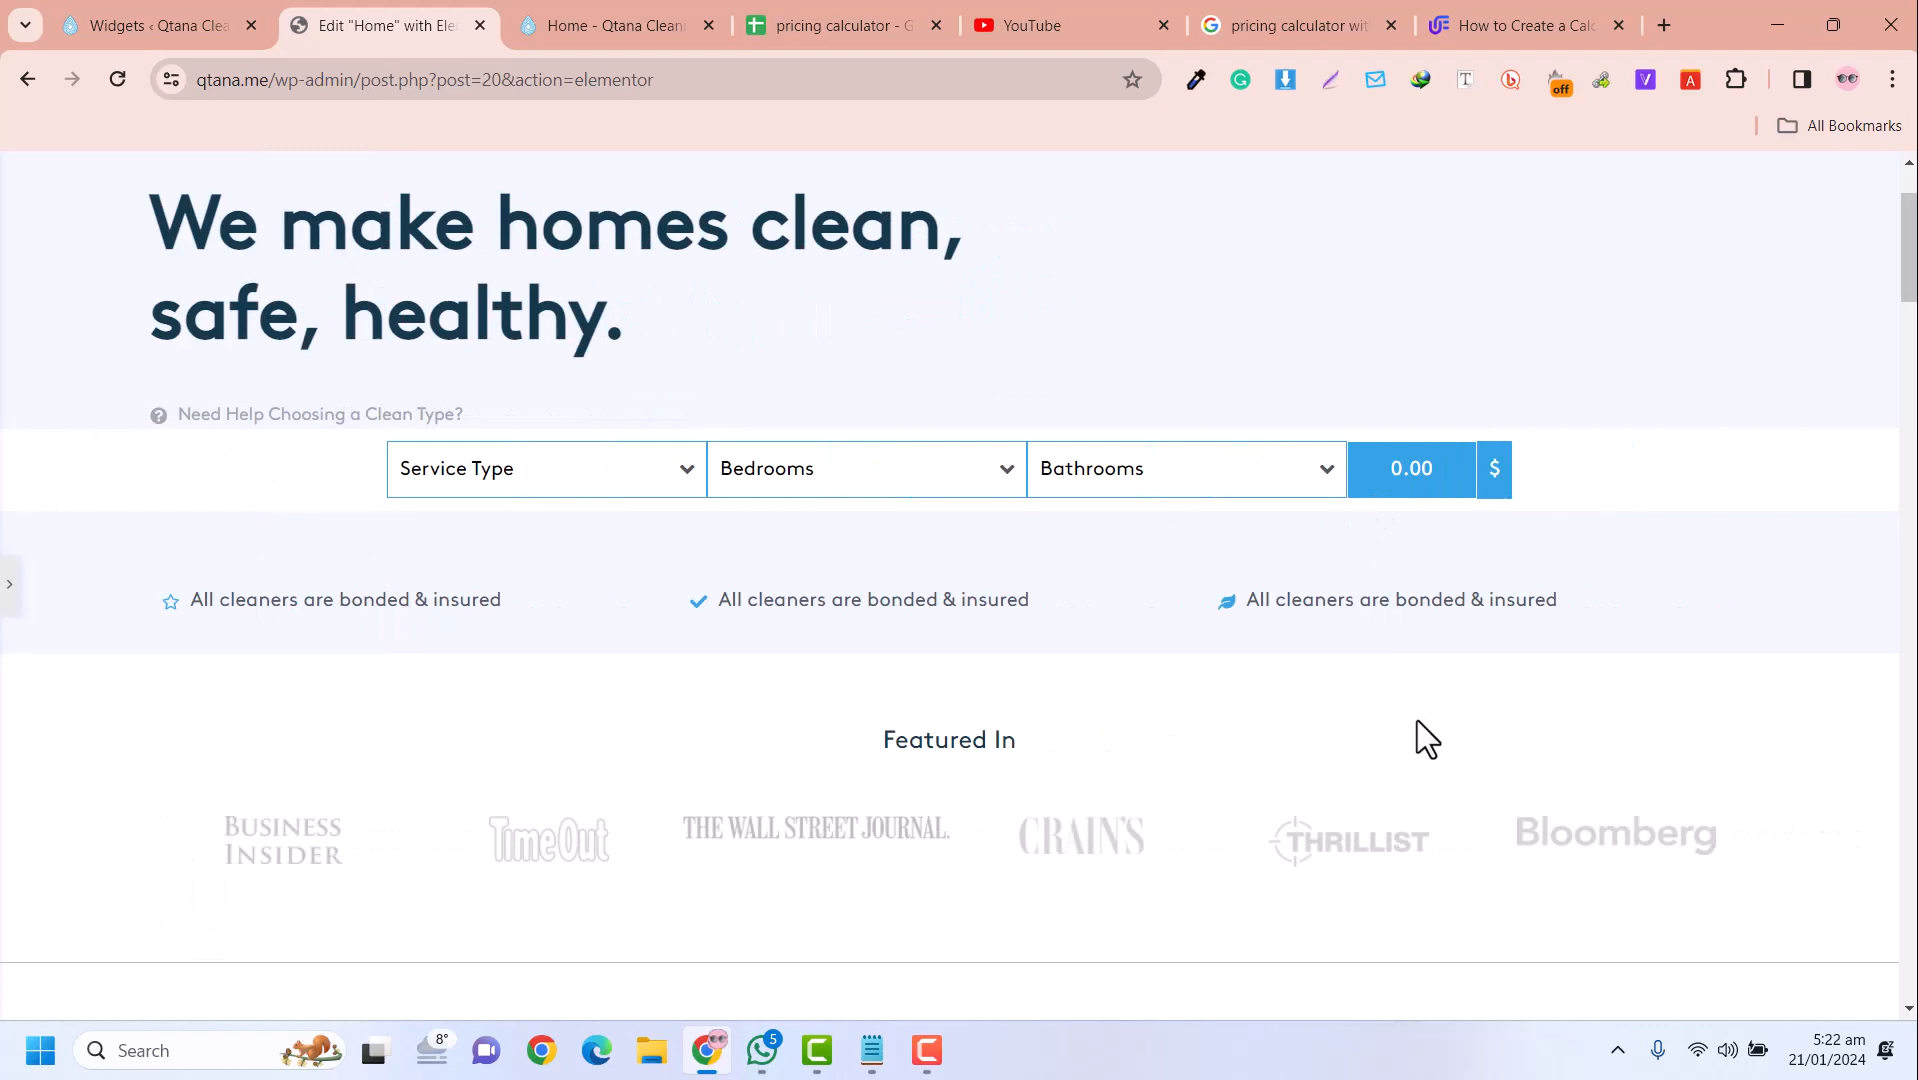 Widgets ‹ Qtana Clea
Edit "Home" with Ele
Home - Qtana Clean
pricing calculator - G
YouTube
pricing calculator wit
How to Create a Calc
qtana.me/wp-admin/post.php?post=20&action=elementor
off
All Bookmarks
We make homes clean,
safe, healthy.
Need Help Choosing a Clean Type?
Service Type
Bedrooms
Bathrooms
0.00
$
All cleaners are bonded & insured
All cleaners are bonded & insured
All cleaners are bonded & insured
Featured In
BUSINESS
INSIDER
TimeOut
THE WALL STREET JOURNAL.
CRAIN'S
THRILLIST
Bloomberg
Search
8°
5
5:22 am
21/01/2024